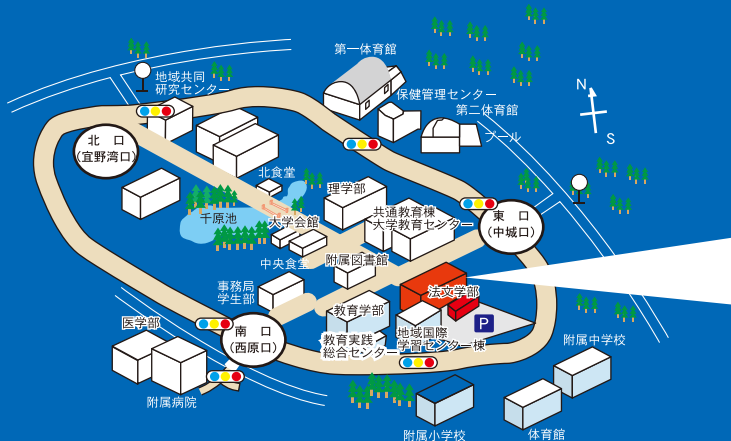 第一体育館
地域共同
研究センター
保健管理センター
第二体育館
プール
N
S
北　口
(宜野湾口)
北食堂
理学部
千原池
大学会館
共通教育棟
大学教育センター
東　口
(中城口)
中央食堂
附属図書館
事務局
学生部
法文学部
教育学部
P
医学部
南　口
(西原口)
教育実践
総合センター
地域国際
学習センター棟
附属中学校
附属病院
附属小学校
体育館